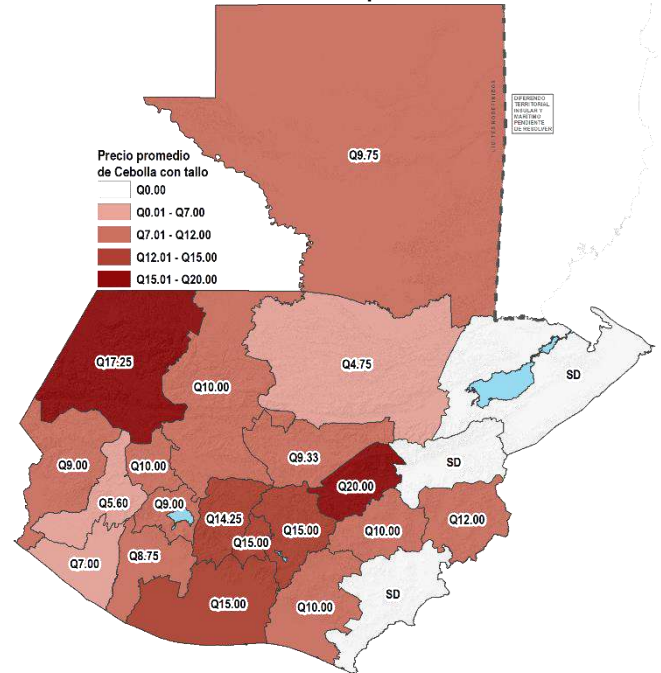 DIFERENDO
TERRITORIAL
INSULAR Y
MARÍTIMO
PENDIENTE
DE RESOLVER
Q9.75
Precio promedio
de Cebolla con tallo
Q0.00
Q0.01 - Q7.00
Q7.01 - Q12.00
Q12.01 - Q15.00
Q15.01 - Q20.00
Q17.25
Q10.00
Q4.75
SD
Q9.00
Q10.00
Q9.33
SD
Q5.60
Q9.00
Q20.00
Q14.25
Q15.00
Q12.00
Q15.00
Q10.00
Q7.00
Q8.75
Q15.00
Q10.00
SD